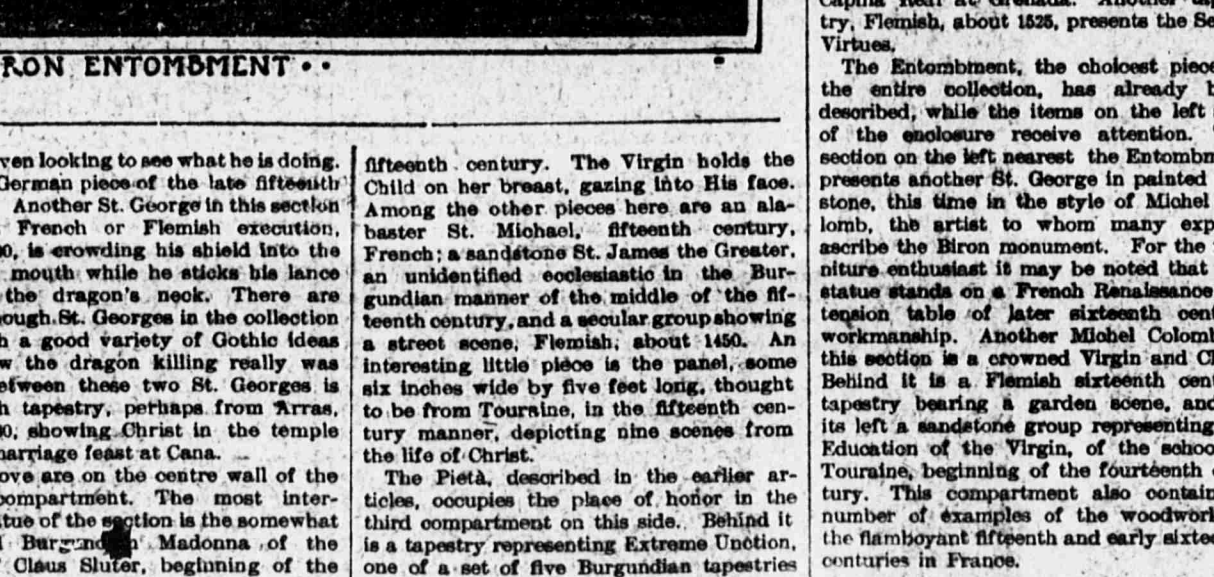 RON ENTOMBMENT
ven looking to see what he is doing.
German piece of the late fifteenth
Another St. George in this section
French or Flemish execution,
is crowding his shield into the
mouth while he sticks his lance
the dragon's neck. There are
ough St. Georges in the collection
h a good variety of Gothic ideas
w the dragon killing really was
etween these two St. Georges is
h tapestry, perhaps from Arras,
showing Christ in the temple
marriage feast at Cana.
ove are on the centre wall of the
compartment. The most inter-
tue of the section is the somewhat
Madonna of the
Claus Sluter, beginning of the
fifteenth century. The Virgin holds the
Child on her breast, gazing into His face.
Among the other pieces here are an ala-
baster St. Michael, fifteenth century,
French; a sandstone St. James the Greater,
an unidentified ecclesiastic in the Bur-
gundian manner of the middle of the fif-
teenth century, and a secular group showing
a street scene, Flemish, about 1450. An
interesting little piece is the panel, some
six inches wide by five feet long, thought
to be from Touraine, in the fifteenth cen-
tury manner, depicting nine scenes from
the life of Christ.
The Pietà, described in the earlier ar-
ticles, occupies the place of honor in the
third compartment on this side. Behind it
is a tapestry representing Extreme Unction,
one of a set of five Burgundian tapestries
try, Flemish, about 1525, presents the Se
Virtues.
The Entombment, the choicest piece
the entire collection, has already b
described, while the items on the left
of the enclosure receive attention.
section on the left nearest the Entombm
presents another St. George in painted
stone, this time in the style of Michel
lomb, the artist to whom many exp
ascribe the Biron monument. For the
niture enthusiast it may be noted that
statue stands on a French Renaissance
tension table of later sixteenth cent
workmanship. Another Michel Colomb
this section is a crowned Virgin and Ch
Behind it is a Flemish sixteenth cent
tapestry bearing a garden scene, and
its left a sandstone group representing
Education of the Virgin, of the schoo
Touraine, beginning of the fourteenth
tury. This compartment also contain
number of examples of the woodwork
the flamboyant fifteenth and early sixtee
centuries in France.